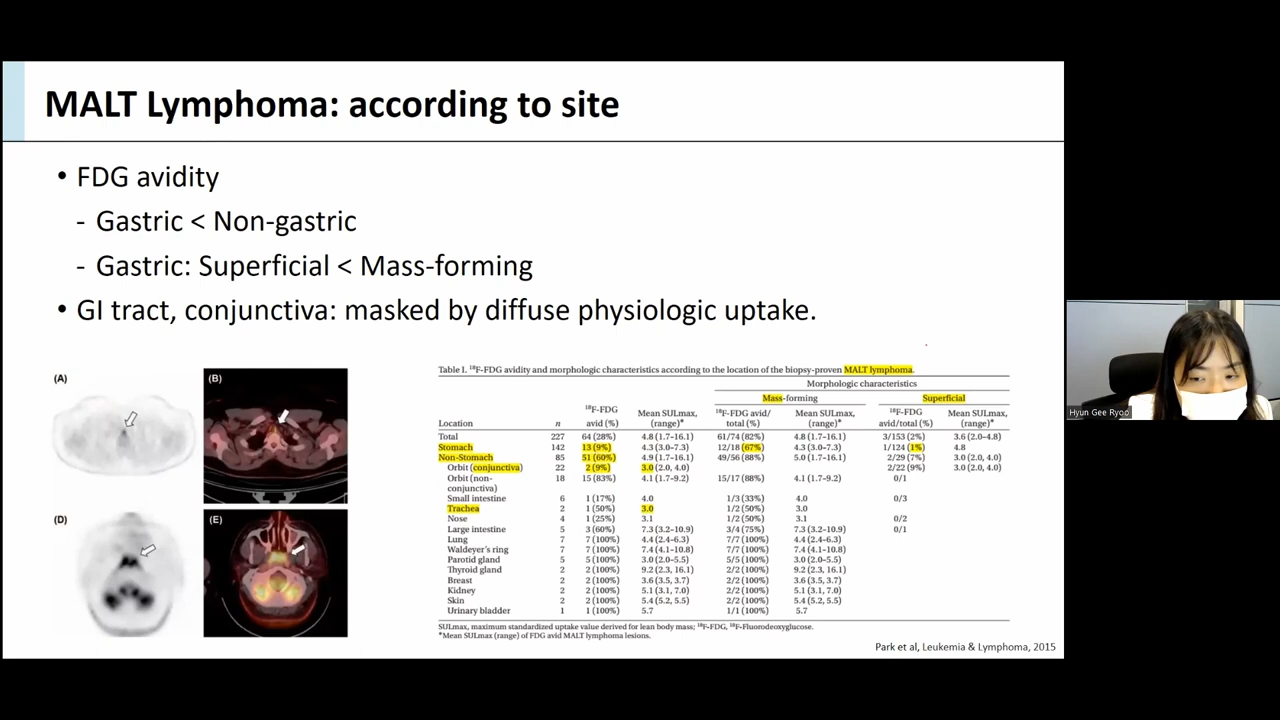 MALT Lymphoma: according to site
• FDG avidity
- Gastric < Non-gastric
- Gastric: Superficial < Mass-forming
• GI tract, conjunctiva: masked by diffuse physiologic uptake.
(A)
(B)
(D)
(E)
Table I. 18F-FDG avidity and morphologic characteristics according to the location of the biopsy-proven MALT lymphoma.
Morphologic characteristics
Mass-forming Superficial
18F-FDG 18F-FDG avid/ Mean SULmax, 18F-FDG Mean SULmax,
Location n avid (%) Mean SULmax, (range)* total (%) (range)* avid/total (%) (range)*
Total 227 64 (28%) 4.8 (1.7–16.1) 61/74 (82%) 4.8 (1.7–16.1) 3/153 (2%) 3.6 (2.0–4.8)
Stomach 142 13 (9%) 4.3 (3.0–7.3) 12/18 (67%) 4.3 (3.0–7.3) 1/124 (1%) 4.8
Non-Stomach 85 51 (60%) 4.9 (1.7–16.1) 49/56 (88%) 5.0 (1.7–16.1) 2/29 (7%) 3.0 (2.0, 4.0)
Orbit (conjunctiva) 22 2 (9%) 3.0 (2.0, 4.0) 2/22 (9%) 3.0 (2.0, 4.0)
Orbit (non- 18 15 (83%) 4.1 (1.7–9.2) 15/17 (88%) 4.1 (1.7–9.2) 0/1
conjunctiva)
Small intestine 6 1 (17%) 4.0 1/3 (33%) 4.0 0/3
Trachea 2 1 (50%) 3.0 1/2 (50%) 3.0
Nose 4 1 (25%) 3.1 1/2 (50%) 3.1 0/2
Large intestine 5 3 (60%) 7.3 (3.2–10.9) 3/4 (75%) 7.3 (3.2–10.9) 0/1
Lung 7 7 (100%) 4.4 (2.4–6.3) 7/7 (100%) 4.4 (2.4–6.3)
Waldeyer's ring 7 7 (100%) 7.4 (4.1–10.8) 7/7 (100%) 7.4 (4.1–10.8)
Parotid gland 5 5 (100%) 3.0 (2.0–5.5) 5/5 (100%) 3.0 (2.0–5.5)
Thyroid gland 2 2 (100%) 9.2 (2.3, 16.1) 2/2 (100%) 9.2 (2.3, 16.1)
Breast 2 2 (100%) 3.6 (3.5, 3.7) 2/2 (100%) 3.6 (3.5, 3.7)
Kidney 2 2 (100%) 5.1 (3.1, 7.0) 2/2 (100%) 5.1 (3.1, 7.0)
Skin 2 2 (100%) 5.4 (5.2, 5.5) 2/2 (100%) 5.4 (5.2, 5.5)
Urinary bladder 1 1 (100%) 5.7 1/1 (100%) 5.7
SULmax, maximum standardized uptake value derived for lean body mass; 18F-FDG, 18F-Fluorodeoxyglucose.
*Mean SULmax (range) of FDG avid MALT lymphoma lesions.
Park et al, Leukemia & Lymphoma, 2015
Hyun Gee Ryoo